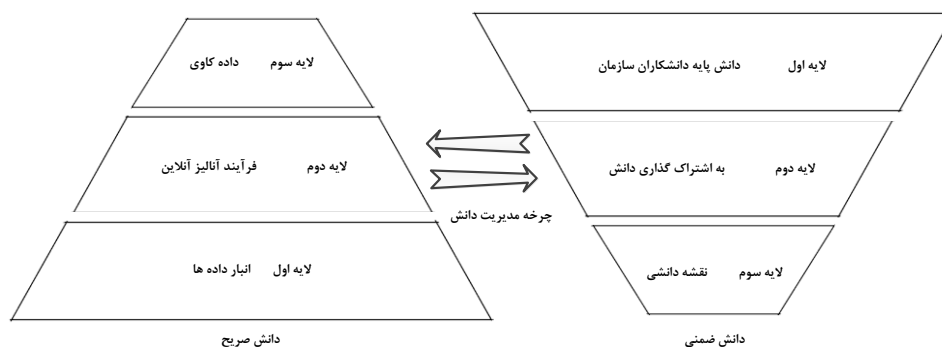 لایه اول دانش پایه دانشکاران سازمان
لایه دوم به اشتراک گذاری دانش
لایه سوم نقشه دانشی
دانش ضمنی
چرخه مدیریت دانش
لایه سوم داده کاوی
لایه دوم فرآیند آنالیز آنلاین
لایه اول انبار داده ها
دانش صریح